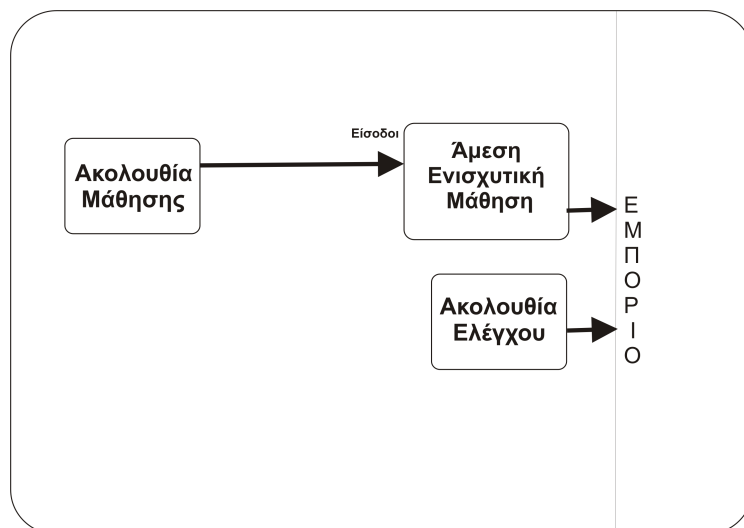 Είσοδοι
Ακολουθία
Μάθησης
Άμεση
Ενισχυτική
Μάθηση
Ακολουθία
Ελέγχου
Ε
Μ
Π
Ο
Ρ
Ι
Ο